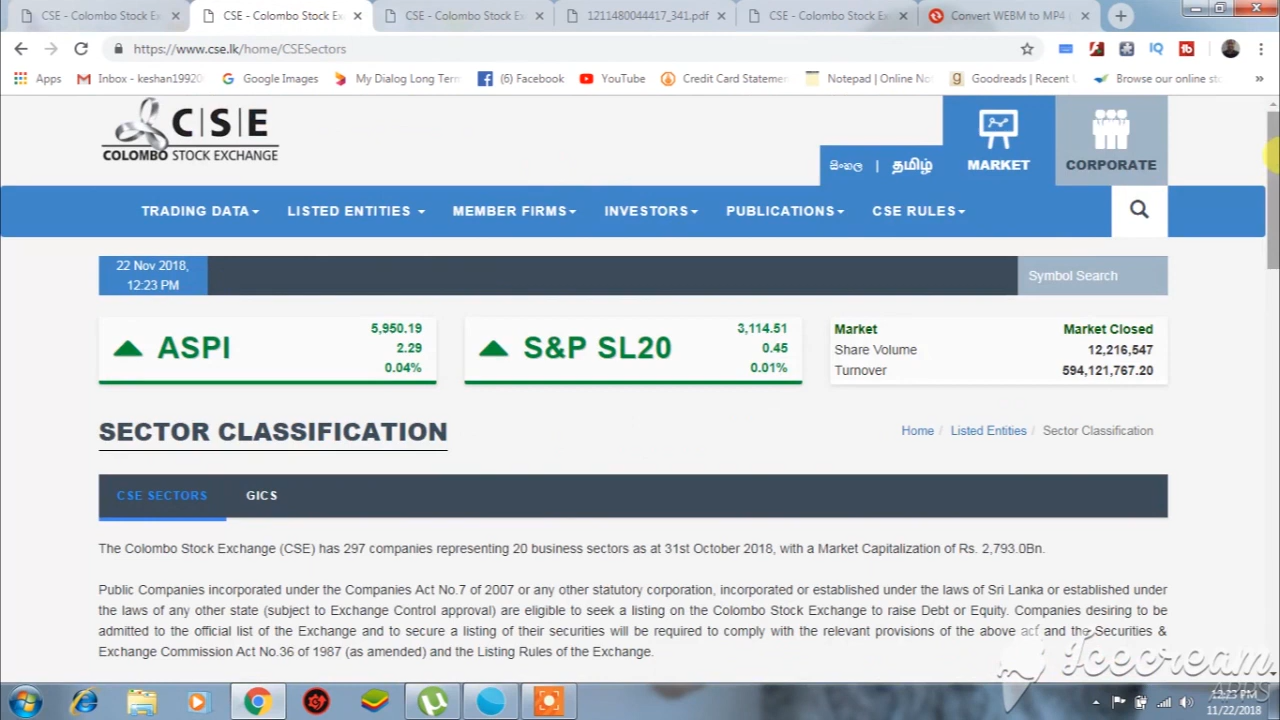 CSE - Colombo Stock E
CSE - Colombo Stock Ex
CSE - Colombo Stock E
1211480044417_341.pdf
CSE - Colombo Stock E
Convert WEBM to MP4
https://www.cse.lk/home/CSESectors
Apps
Inbox - keshan19920
Google Images
My Dialog Long Term
(6) Facebook
YouTube
Credit Card Statemen
Notepad | Online No
Goodreads | Recent U
Browse our online sto
C|S|E
COLOMBO STOCK EXCHANGE
සිංහල | தமிழ்
MARKET
CORPORATE
TRADING DATA
LISTED ENTITIES
MEMBER FIRMS
INVESTORS
PUBLICATIONS
CSE RULES
22 Nov 2018,
12:23 PM
Symbol Search
ASPI
5,950.19
2.29
0.04%
S&P SL20
3,114.51
0.45
0.01%
Market Market Closed
Share Volume 12,216,547
Turnover 594,121,767.20
SECTOR CLASSIFICATION
Home / Listed Entities / Sector Classification
CSE SECTORS
GICS
The Colombo Stock Exchange (CSE) has 297 companies representing 20 business sectors as at 31st October 2018, with a Market Capitalization of Rs. 2,793.0Bn.
Public Companies incorporated under the Companies Act No.7 of 2007 or any other statutory corporation, incorporated or established under the laws of Sri Lanka or established under
the laws of any other state (subject to Exchange Control approval) are eligible to seek a listing on the Colombo Stock Exchange to raise Debt or Equity. Companies desiring to be
admitted to the official list of the Exchange and to secure a listing of their securities will be required to comply with the relevant provisions of the above act and the Securities &
Exchange Commission Act No.36 of 1987 (as amended) and the Listing Rules of the Exchange.
Icecream
APPS
12:23 PM
11/22/2018